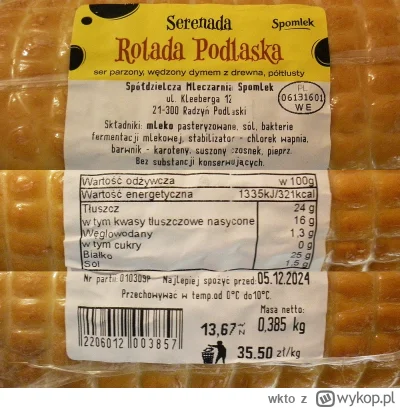 Serenada
Spomlek
Rolada Podlaska
ser parzony, wędzony dymem z drewna, półtłusty
Spółdzielcza Mleczarnia Spomlek
ul. Kleeberga 12
21-300 Radzyń Podlaski
PL
06131601
WE
Składniki: mleko pasteryzowane, sól, bakterie
fermentacji mlekowej, stabilizator - chlorek wapnia,
barwnik - karoteny, suszony czosnek, pieprz.
Bez substancji konserwujących.
Wartość odżywcza w 100g
Wartość energetyczna 1335kJ/321kcal
Tłuszcz 24 g
w tym kwasy tłuszczowe nasycone 16 g
Węglowodany 1,3 g
w tym cukry 0 g
Białko 25 g
Sól 1,5 g
Nr partii 010309P Najlepiej spożyć przed: 05.12.2024
Przechowywać w temp.od 0°C do 10°C.
Masa netto:
13,67 zł/N 0,385 kg
2206012 003857
35.50 zł/kg
wkto z wykop.pl